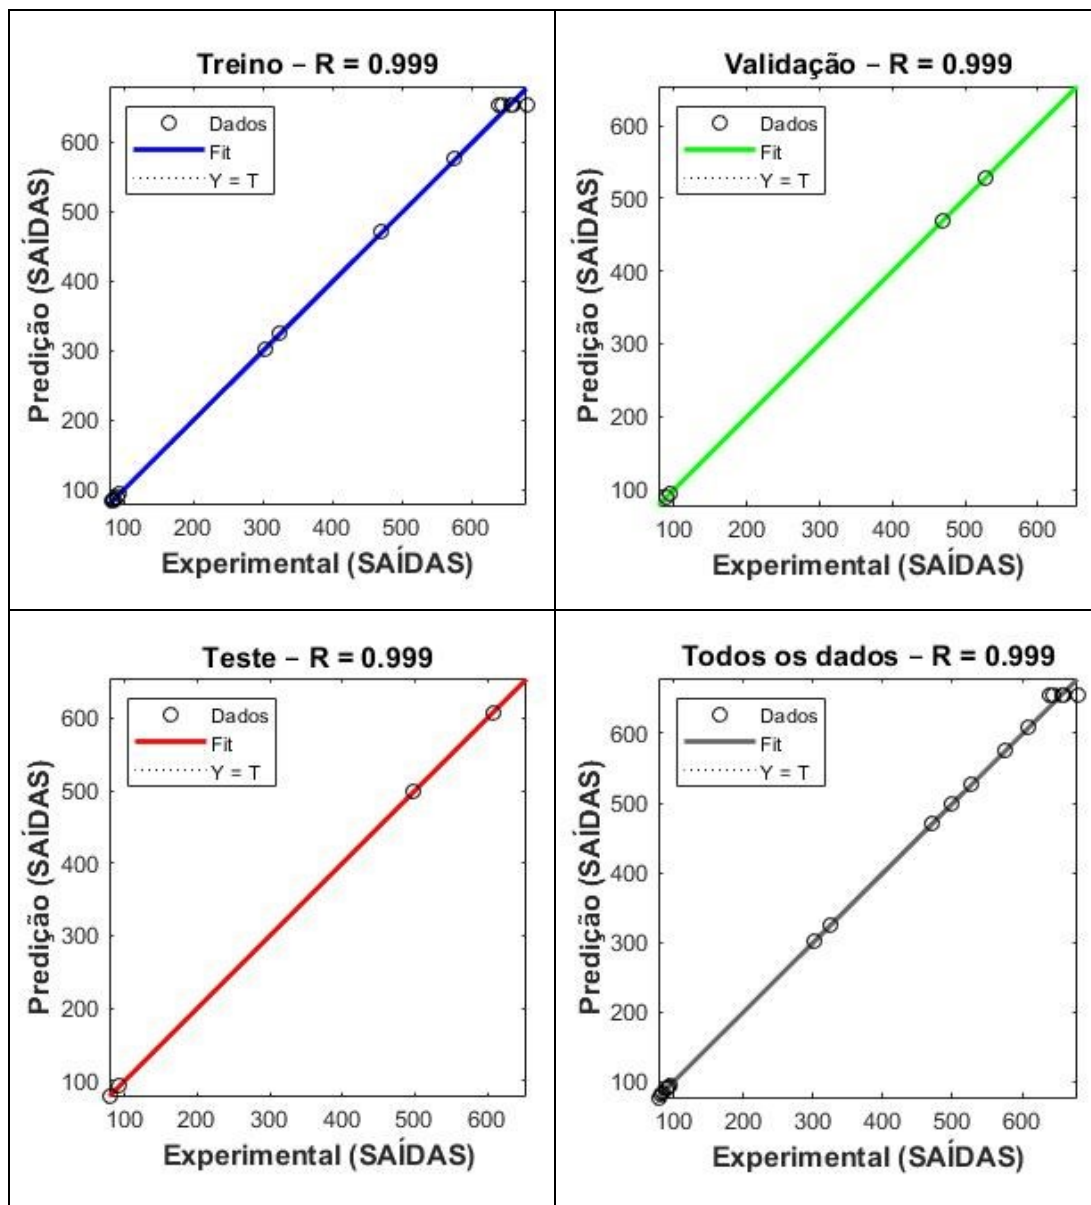 Treino – R = 0.999
Dados
Fit
Y = T
600
500
400
300
200
100
100 200 300 400 500 600
Predição (SAÍDAS)
Experimental (SAÍDAS)
Validação – R = 0.999
Dados
Fit
Y = T
600
500
400
300
200
100
100 200 300 400 500 600
Predição (SAÍDAS)
Experimental (SAÍDAS)
Teste – R = 0.999
Dados
Fit
Y = T
600
500
400
300
200
100
100 200 300 400 500 600
Predição (SAÍDAS)
Experimental (SAÍDAS)
Todos os dados – R = 0.999
Dados
Fit
Y = T
600
500
400
300
200
100
100 200 300 400 500 600
Predição (SAÍDAS)
Experimental (SAÍDAS)